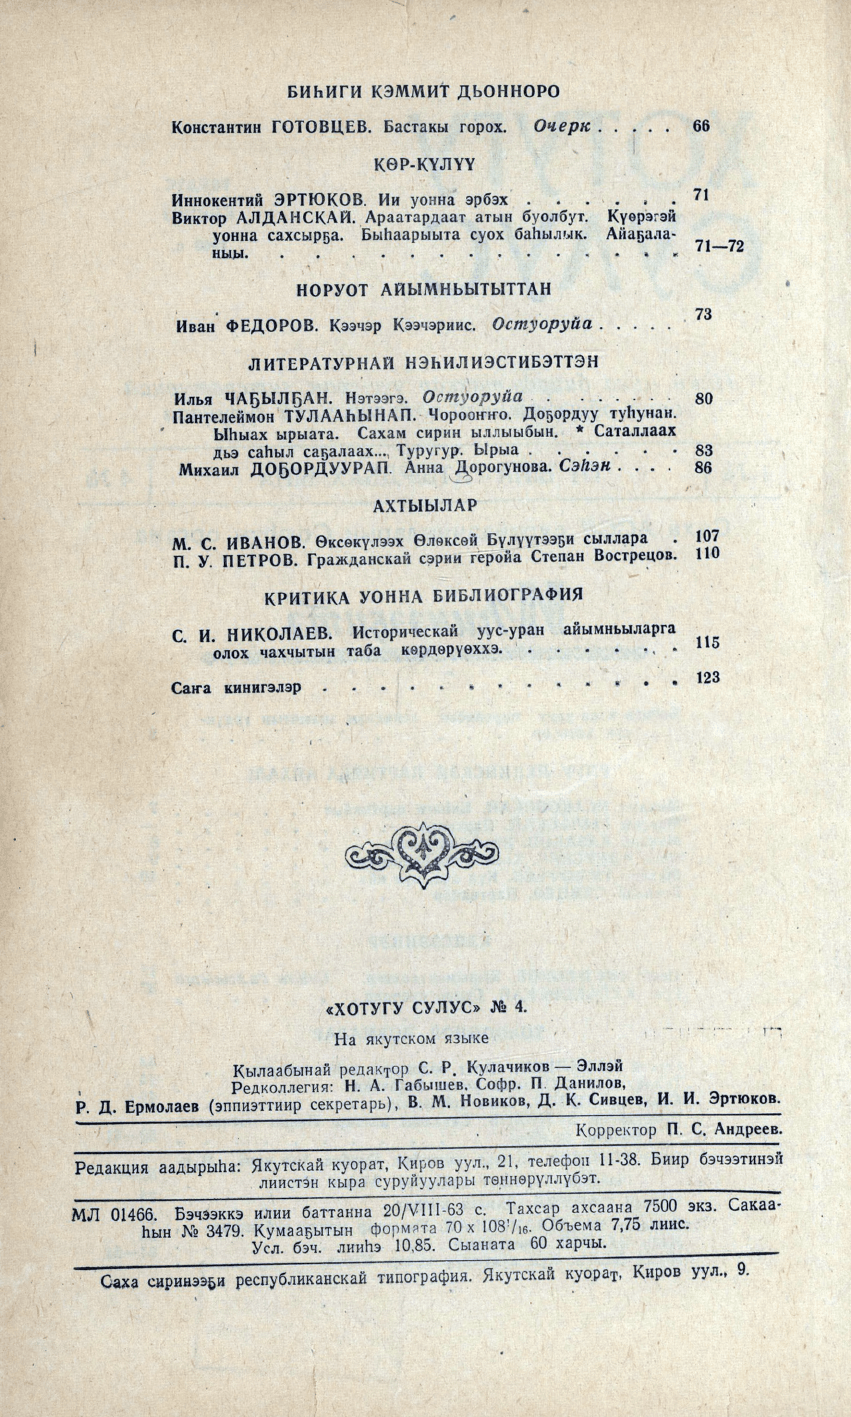 БИҺИГИ КЭММИТ ДЬОННОРО
Константин ГОТОВЦЕВ. Бастакы горох. Очерк . . . . . 66
КӨР-КҮЛҮҮ
Иннокентий ЭРТЮКОВ. Ии уонна эрбэх . . . . . . 71
Виктор АЛДАНСКАЙ. Араатардаат атын буолбут. Күөрэгэй
уонна сахсырҕа. Быһаарыыта суох баһылык. Айаҕала-
ныы. . . . . . . . . . . . . . . . 71—72
НОРУОТ АЙЫМНЬЫТЫТТАН
Иван ФЕДОРОВ. Кээчэр Кээчэриис. Остуоруйа . . . . . 73
ЛИТЕРАТУРНАЙ НЭҺИЛИЭСТИБЭТТЭН
Илья ЧАҔЫЛҔАН. Нэтээгэ. Остуоруйа . . . . . . 80
Пантелеймон ТУЛААҺЫНАП. Чорооҥҥо. Доҕордуу туһунан.
Ыһыах ырыата. Сахам сирин ыллыыбын. * Саталлаах
дьэ саһыл саҕалаах... Туругур. Ырыа . . . . . . 83
Михаил ДОҔОРДУУРАП. Анна Дорогунова. Сэһэн . . . . 86
АХТЫЫЛАР
М. С. ИВАНОВ. Өксөкүлээх Өлөксөй Бүлүүтээҕи сыллара . 107
П. У. ПЕТРОВ. Гражданскай сэрии геройа Степан Вострецов. 110
КРИТИКА УОННА БИБЛИОГРАФИЯ
С. И. НИКОЛАЕВ. Историческай уус-уран айымньыларга
олох чахчытын таба көрдөрүөххэ. . . . . . . . 115
Саҥа кинигэлэр . . . . . . . . . . . . . 123
«ХОТУГУ СУЛУС» № 4.
На якутском языке
Кылаабынай редактор С. Р. Кулачиков — Эллэй
Редколлегия: Н. А. Габышев, Софр. П. Данилов,
Р. Д. Ермолаев (эппиэттиир секретарь), В. М. Новиков, Д. К. Сивцев, И. И. Эртюков.
Корректор П. С. Андреев.
Редакция аадырыһа: Якутскай куорат, Киров уул., 21, телефон 11-38. Биир бэчээтинэй
лиистэн кыра суруйуулары төннөрүллүбэт.
МЛ 01466. Бэчээккэ илии баттанна 20/VIII-63 с. Тахсар ахсаана 7500 экз. Сакаа-
һын № 3479. Кумааҕытын формата 70 x 108¹/₁₆. Объема 7,75 лиис.
Усл. бэч. лииһэ 10,85. Сыаната 60 харчы.
Саха сиринээҕи республиканскай типография. Якутскай куорат, Киров уул., 9.